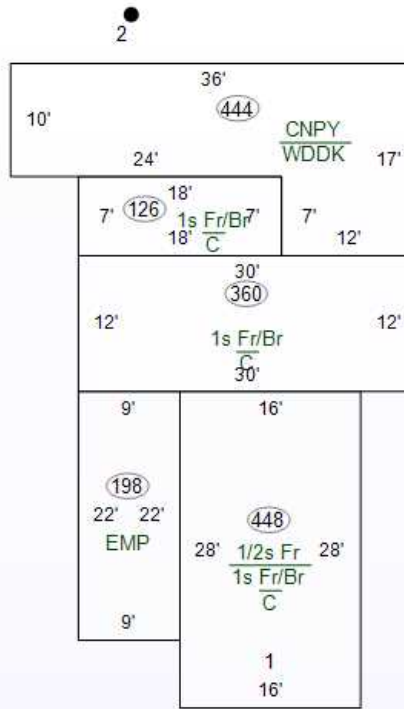 2
36'
444
10'
CNPY
WDDK
24'
17'
18'
126
7'
1s Fr/Br
7'
7'
18'
C
12'
30'
360
12'
12'
1s Fr/Br
C
30'
9'
16'
198
22'
22'
448
EMP
28'
1/2s Fr
28'
1s Fr/Br
C
9'
1
16'